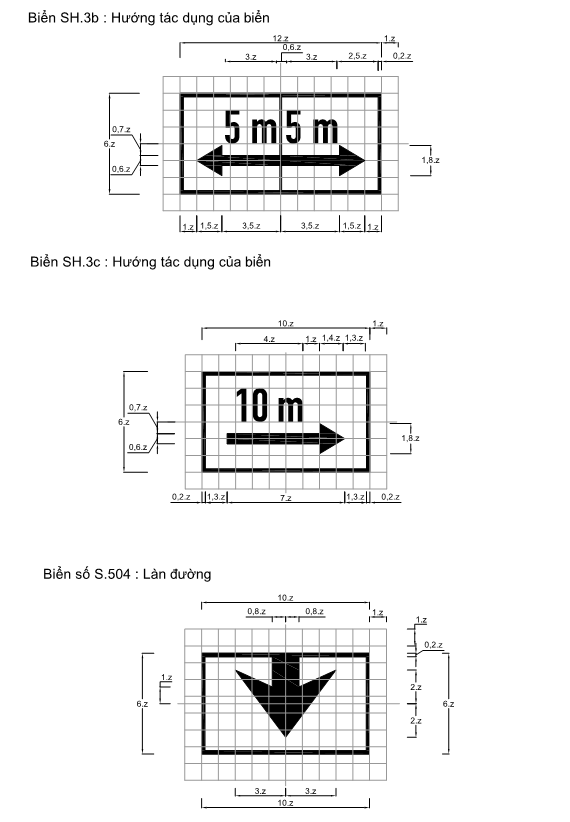 Biển SH.3b : Hướng tác dụng của biển
12.z 1.z
0,6.z
3.z 3.z 2,5.z 0,2.z
5 m 5 m
0,7.z
6.z
0,6.z
1,8.z
1.z 1,5.z 3,5.z 3,5.z 1,5.z 1.z
Biển SH.3c : Hướng tác dụng của biển
10.z 1.z
4.z 1.z 1,4.z 1,3.z
10 m
0,7.z
6.z
0,6.z
1,8.z
0,2.z 1,3.z 7.z 1,3.z 0,2.z
Biển số S.504 : Làn đường
10.z
0,8.z 0,8.z 1.z
1.z
0,2.z
1.z
2.z
6.z 6.z
2.z
3.z 3.z
10.z